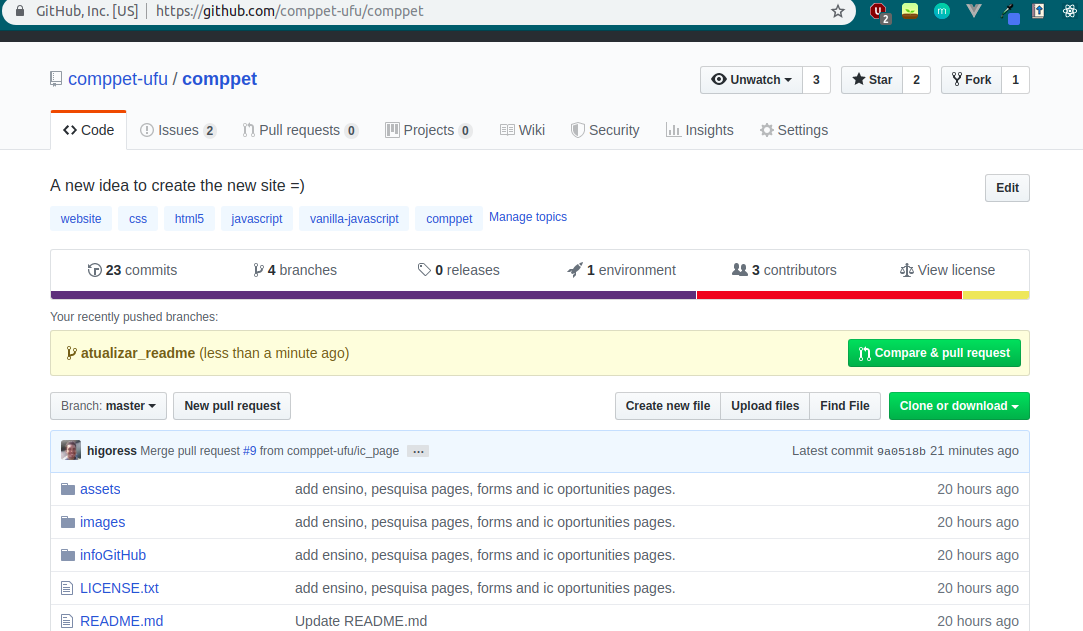 GitHub, Inc. [US] https://github.com/comppet-ufu/comppet
U 2 m
comppet-ufu / comppet Unwatch 3 Star 2 Fork 1
Code Issues 2 Pull requests 0 Projects 0 Wiki Security Insights Settings
A new idea to create the new site =) Edit
website css html5 javascript vanilla-javascript comppet Manage topics
23 commits 4 branches 0 releases 1 environment 3 contributors View license
Your recently pushed branches:
atualizar_readme (less than a minute ago) Compare & pull request
Branch: master New pull request Create new file Upload files Find File Clone or download
higoress Merge pull request #9 from comppet-ufu/ic_page ... Latest commit 9a0518b 21 minutes ago
assets add ensino, pesquisa pages, forms and ic oportunities pages. 20 hours ago
images add ensino, pesquisa pages, forms and ic oportunities pages. 20 hours ago
infoGitHub add ensino, pesquisa pages, forms and ic oportunities pages. 20 hours ago
LICENSE.txt add ensino, pesquisa pages, forms and ic oportunities pages. 20 hours ago
README.md Update README.md 20 hours ago